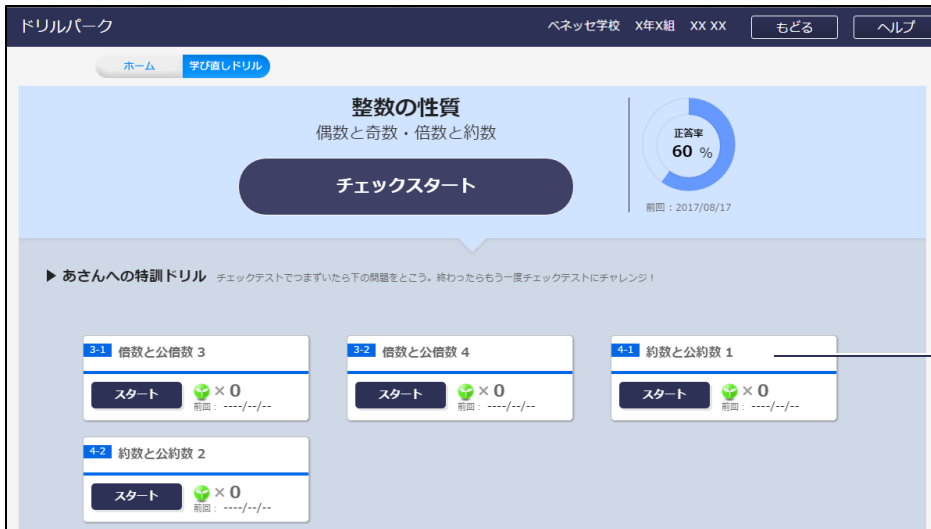 ドリルパーク
ベネッセ学校 X年X組 XX XX もどる ヘルプ
ホーム 学び直しドリル
整数の性質
偶数と奇数・倍数と約数
チェックスタート
正答率
60 %
前回：2017/08/17
▶ あさんへの特訓ドリル チェックテストでつまずいたら下の問題をとこう。終わったらもう一度チェックテストにチャレンジ！
3-1 倍数と公倍数 3
スタート × 0
前回： ----/--/--
3-2 倍数と公倍数 4
スタート × 0
前回： ----/--/--
4-1 約数と公約数 1
スタート × 0
前回： ----/--/--
4-2 約数と公約数 2
スタート × 0
前回： ----/--/--